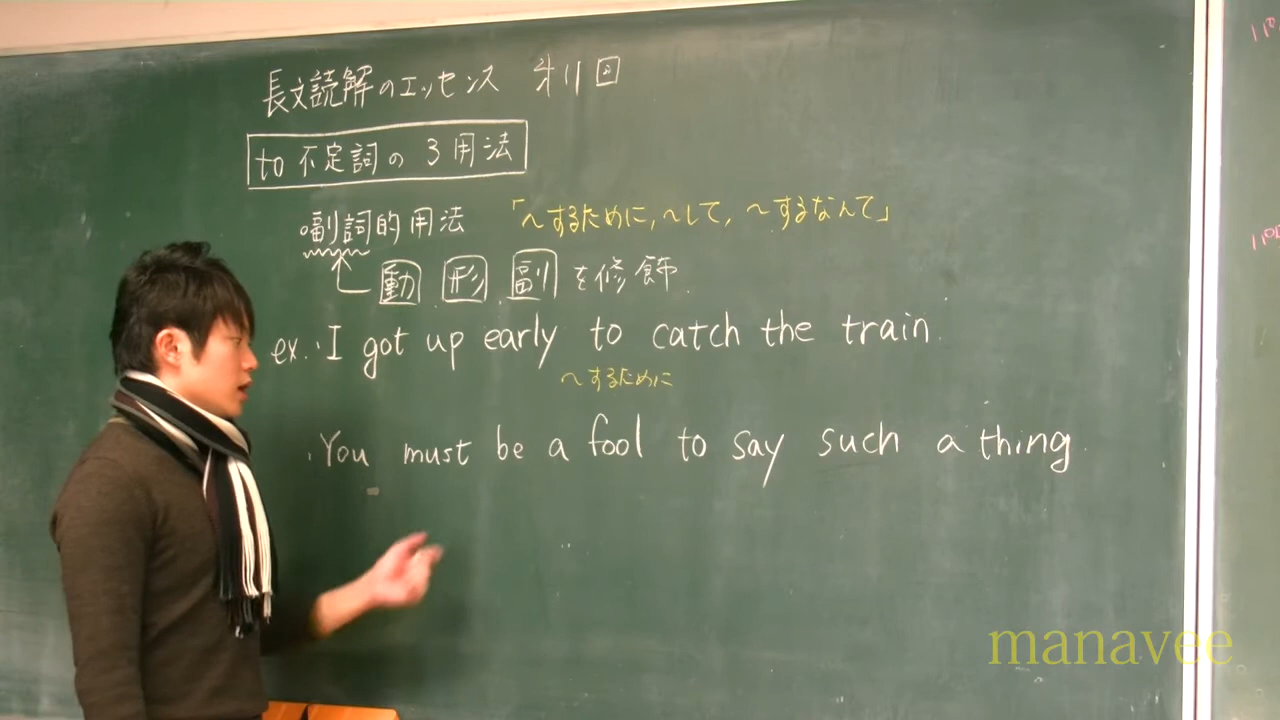 長文読解のエッセンス 第11回
to 不定詞の 3用法
副詞的用法 「~するために, ~して, ~するなんて」
動 形 副 を修飾
ex. ・I got up early to catch the train.
~するために
・You must be a fool to say such a thing.
manavee